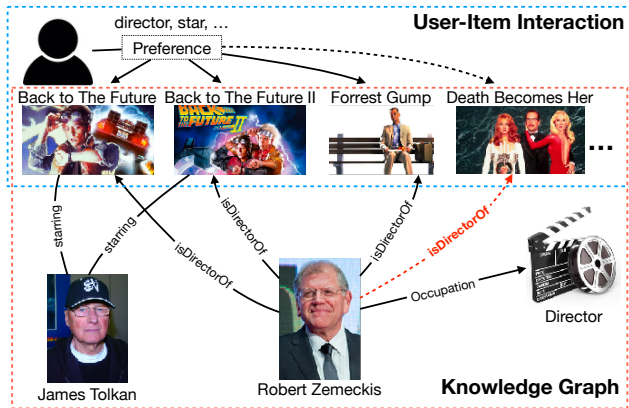 director, star, ...
User-Item Interaction
Preference
Back to The Future
Back to The Future II
Forrest Gump
Death Becomes Her
BACK
TO THE
FUTURE
II
...
starring
starring
isDirectorOf
isDirectorOf
isDirectorOf
isDirectorOf
Occupation
Director
James Tolkan
Robert Zemeckis
Knowledge Graph